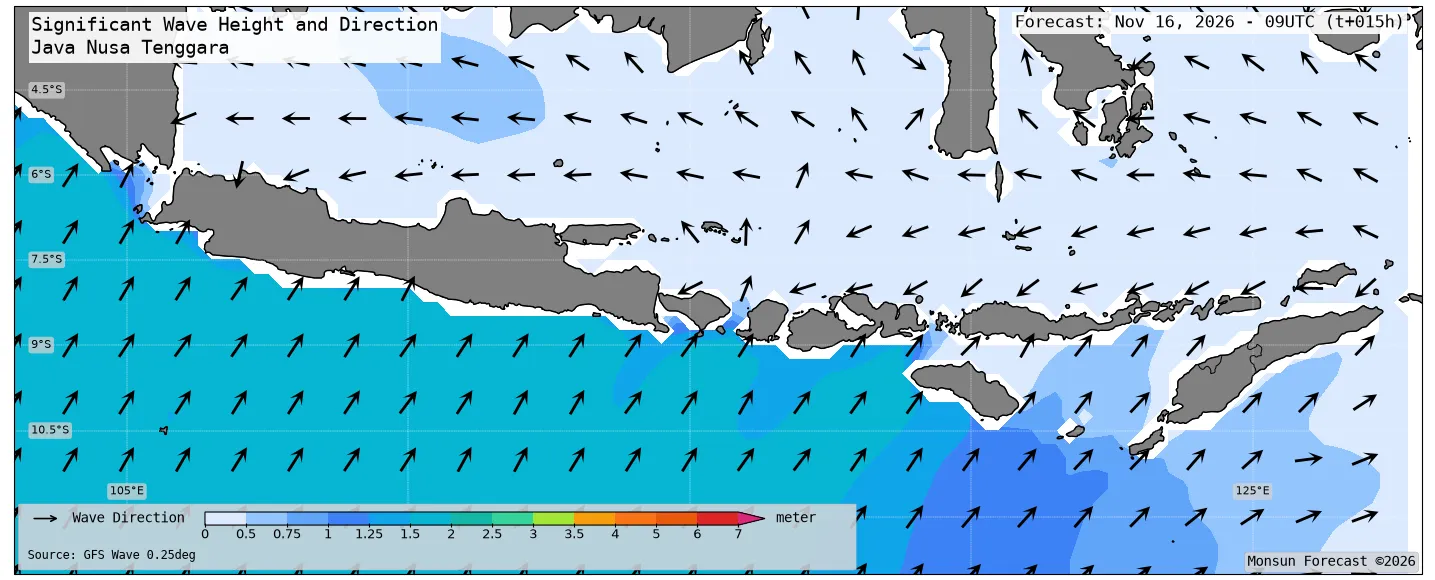 Significant Wave Height and Direction
Java Nusa Tenggara
Forecast: Nov 16, 2026 - 09UTC (t+015h)
4.5°S
6°S
7.5°S
9°S
10.5°S
105°E
125°E
Wave Direction
0 0.5 0.75 1 1.25 1.5 2 2.5 3 3.5 4 5 6 7
meter
Source: GFS Wave 0.25deg
Monsun Forecast ©2026